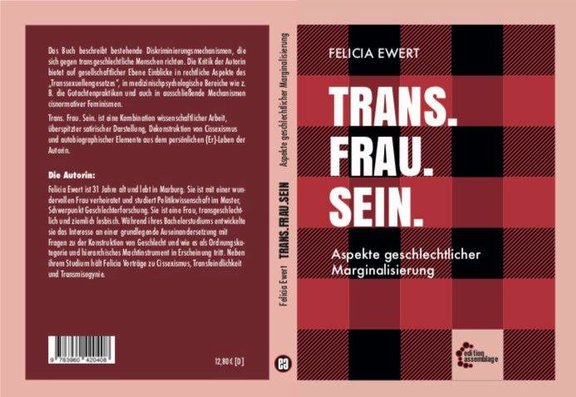 Das Buch beschreibt bestehende Diskriminierungsmechanismen, die
sich gegen transgeschlechtliche Menschen richten. Die Kritik der Autorin
bietet auf gesellschaftlicher Ebene Einblicke in rechtliche Aspekte des
„Transsexuellengesetzes“, in medizinischpsychologische Bereiche wie z.
B. die Gutachtenpraktiken und auch in ausschließende Mechanismen
cisnormativer Feminismen.
Trans. Frau. Sein. ist eine Kombination wissenschaftlicher Arbeit,
überspitzter satirischer Darstellung, Dekonstruktion von Cissexismus
und autobiographischer Elemente aus dem persönlichen (Er)-Leben der
Autorin.
Die Autorin:
Felicia Ewert ist 31 Jahre alt und lebt in Marburg. Sie ist mit einer wun-
dervollen Frau verheiratet und studiert Politikwissenschaft im Master,
Schwerpunkt Geschlechterforschung. Sie ist eine Frau, transgeschlecht-
lich und ziemlich lesbisch. Während ihres Bachelorstudiums entwickelte
sie das Interesse an einer grundlegenden Auseinandersetzung mit
Fragen zu der Konstruktion von Geschlecht und wie es als Ordnungska-
tegorie und hierarchisches Machtinstrument in Erscheinung tritt. Neben
ihrem Studium hält Felicia Vorträge zu Cissexismus, Transfeindlichkeit
und Transmisogynie.
9 783960 420408
12,80 € [D]
Felicia Ewert TRANS.FRAU.SEIN Aspekte geschlechtlicher Marginalisierung
ea
FELICIA EWERT
TRANS.
FRAU.
SEIN.
Aspekte geschlechtlicher
Marginalisierung
edition
assemblage